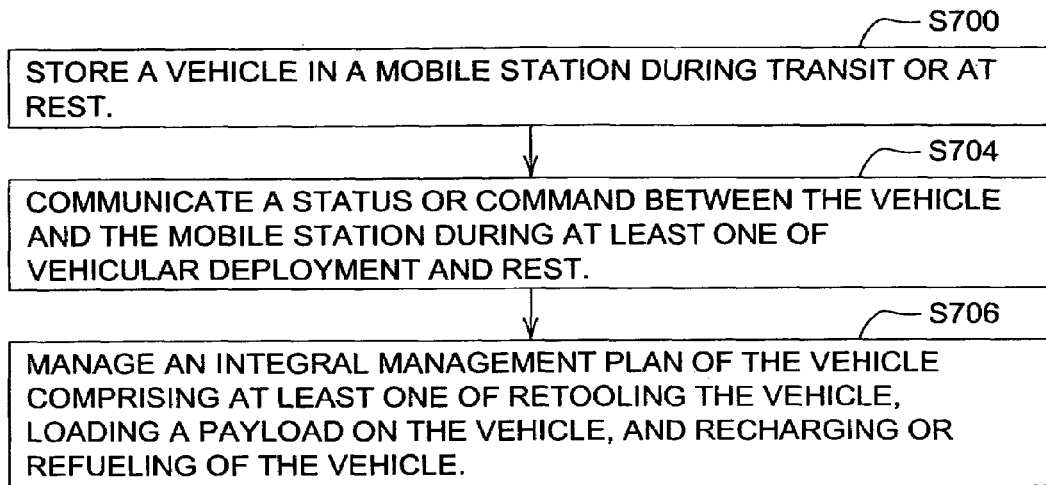 S700
STORE A VEHICLE IN A MOBILE STATION DURING TRANSIT OR AT
REST.
S704
COMMUNICATE A STATUS OR COMMAND BETWEEN THE VEHICLE
AND THE MOBILE STATION DURING AT LEAST ONE OF
VEHICULAR DEPLOYMENT AND REST.
S706
MANAGE AN INTEGRAL MANAGEMENT PLAN OF THE VEHICLE
COMPRISING AT LEAST ONE OF RETOOLING THE VEHICLE,
LOADING A PAYLOAD ON THE VEHICLE, AND RECHARGING OR
REFUELING OF THE VEHICLE.